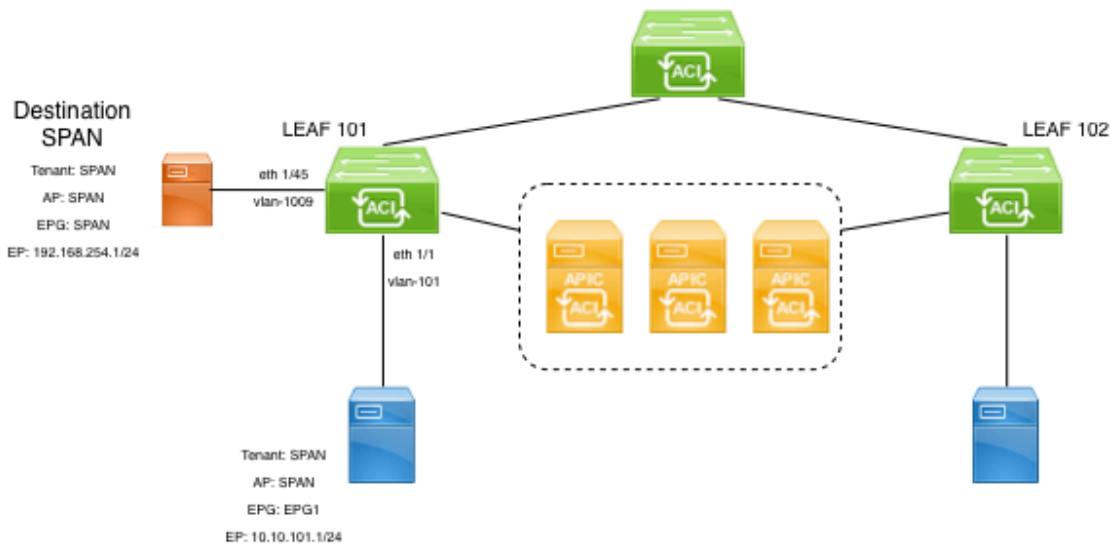 ACI
Destination
SPAN
Tenant: SPAN
AP: SPAN
EPG: SPAN
EP: 192.168.254.1/24
LEAF 101
LEAF 102
eth 1/45
vlan-1009
ACI
ACI
eth 1/1
vlan-101
APIC
ACI
APIC
ACI
APIC
ACI
Tenant: SPAN
AP: SPAN
EPG: EPG1
EP: 10.10.101.1/24